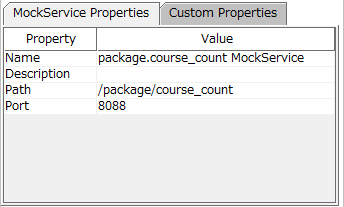 MockService Properties Custom Properties
Property Value
Name package.course_count MockService
Description
Path /package/course_count
Port 8088